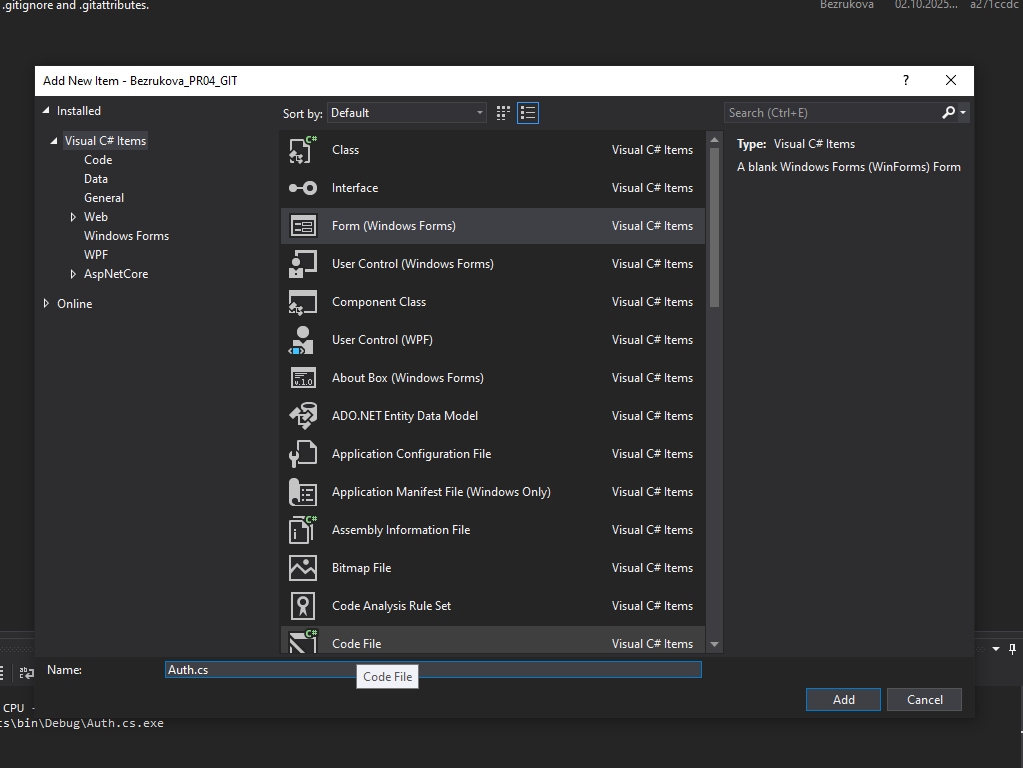 .gitignore and .gitattributes.
Bezrukova 02.10.2025... a271ccdc
Add New Item - Bezrukova_PR04_GIT ?
Installed
Sort by: Default
Search (Ctrl+E)
Visual C# Items
Code
Data
General
Web
Windows Forms
WPF
AspNetCore
Online
Class Visual C# Items
Interface Visual C# Items
Form (Windows Forms) Visual C# Items
User Control (Windows Forms) Visual C# Items
Component Class Visual C# Items
User Control (WPF) Visual C# Items
About Box (Windows Forms) Visual C# Items
ADO.NET Entity Data Model Visual C# Items
Application Configuration File Visual C# Items
Application Manifest File (Windows Only) Visual C# Items
Assembly Information File Visual C# Items
Bitmap File Visual C# Items
Code Analysis Rule Set Visual C# Items
Code File Visual C# Items
Type: Visual C# Items
A blank Windows Forms (WinForms) Form
Name: Auth.cs
Code File
Add Cancel
CPU -
cs\bin\Debug\Auth.cs.exe